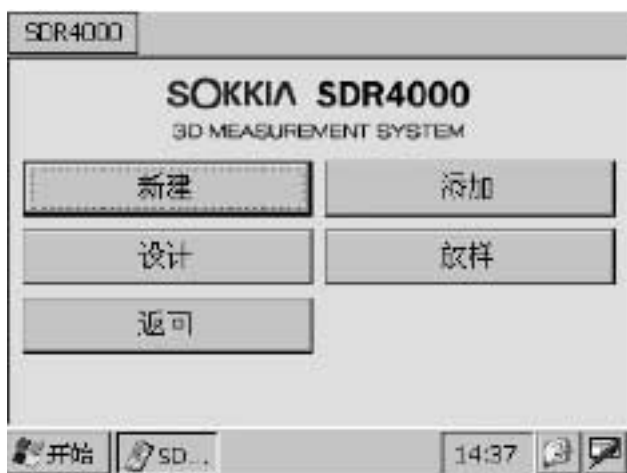 SDR4000
SOKKIA SDR4000
3D MEASUREMENT SYSTEM
新建 添加
设计 放样
返回
开始 SD... 14:37